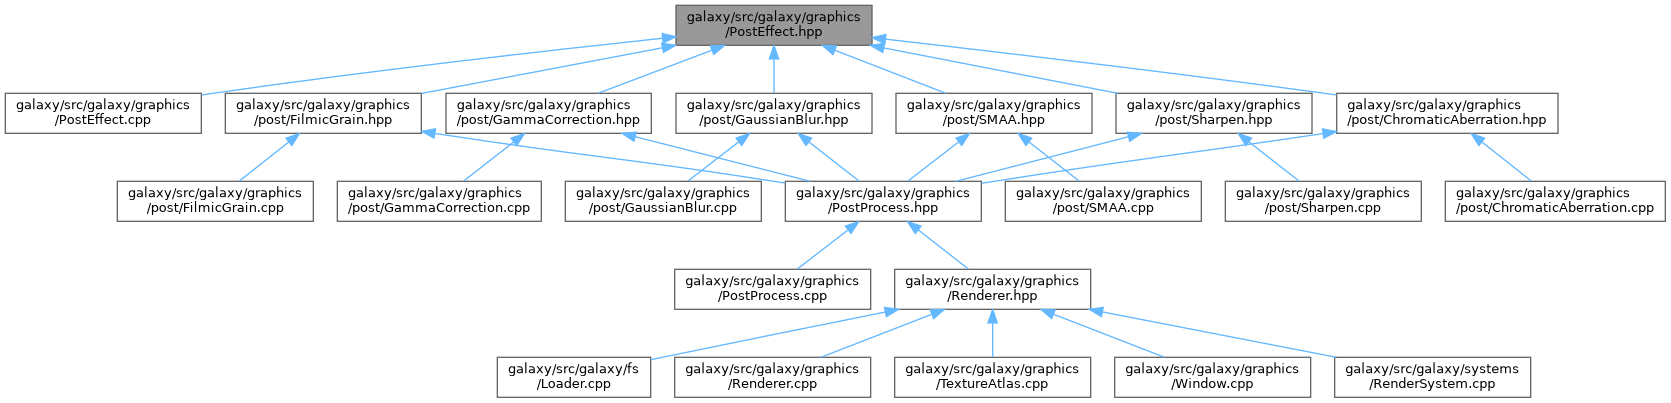 galaxy/src/galaxy/graphics
/PostEffect.hpp
galaxy/src/galaxy/graphics
/PostEffect.cpp
galaxy/src/galaxy/graphics
/post/FilmicGrain.hpp
galaxy/src/galaxy/graphics
/post/GammaCorrection.hpp
galaxy/src/galaxy/graphics
/post/GaussianBlur.hpp
galaxy/src/galaxy/graphics
/post/SMAA.hpp
galaxy/src/galaxy/graphics
/post/Sharpen.hpp
galaxy/src/galaxy/graphics
/post/ChromaticAberration.hpp
galaxy/src/galaxy/graphics
/post/FilmicGrain.cpp
galaxy/src/galaxy/graphics
/post/GammaCorrection.cpp
galaxy/src/galaxy/graphics
/post/GaussianBlur.cpp
galaxy/src/galaxy/graphics
/PostProcess.hpp
galaxy/src/galaxy/graphics
/post/SMAA.cpp
galaxy/src/galaxy/graphics
/post/Sharpen.cpp
galaxy/src/galaxy/graphics
/post/ChromaticAberration.cpp
galaxy/src/galaxy/graphics
/PostProcess.cpp
galaxy/src/galaxy/graphics
/Renderer.hpp
galaxy/src/galaxy/fs
/Loader.cpp
galaxy/src/galaxy/graphics
/Renderer.cpp
galaxy/src/galaxy/graphics
/TextureAtlas.cpp
galaxy/src/galaxy/graphics
/Window.cpp
galaxy/src/galaxy/systems
/RenderSystem.cpp